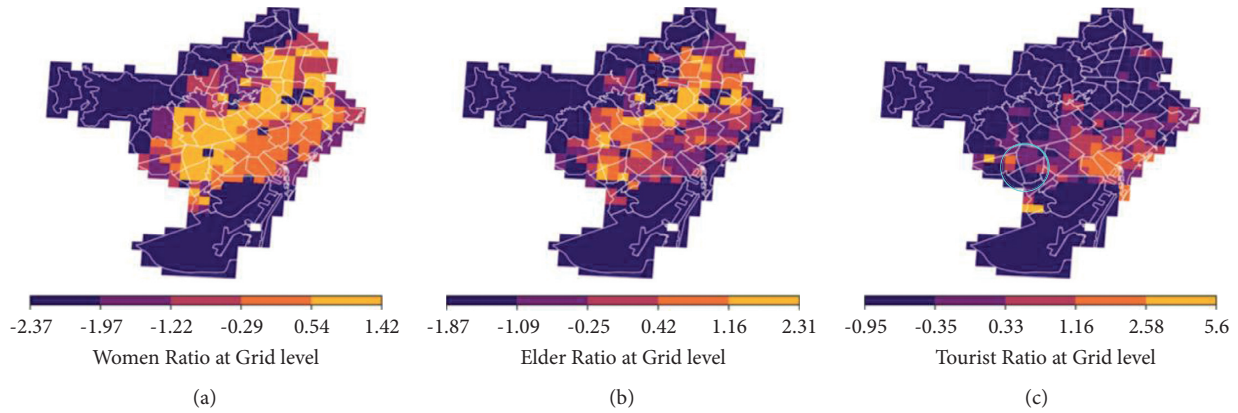 -2.37 -1.97 -1.22 -0.29 0.54 1.42
Women Ratio at Grid level
(a)
-1.87 -1.09 -0.25 0.42 1.16 2.31
Elder Ratio at Grid level
(b)
-0.95 -0.35 0.33 1.16 2.58 5.6
Tourist Ratio at Grid level
(c)